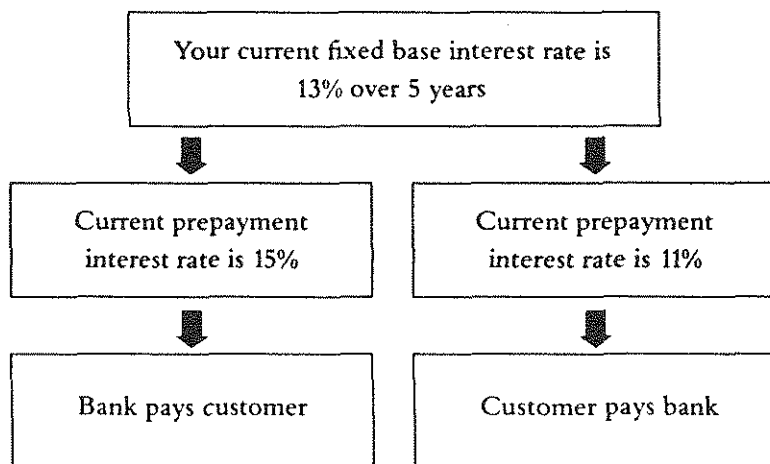 Your current fixed base interest rate is
13% over 5 years
Current prepayment
interest rate is 15%
Current prepayment
interest rate is 11%
Bank pays customer
Customer pays bank